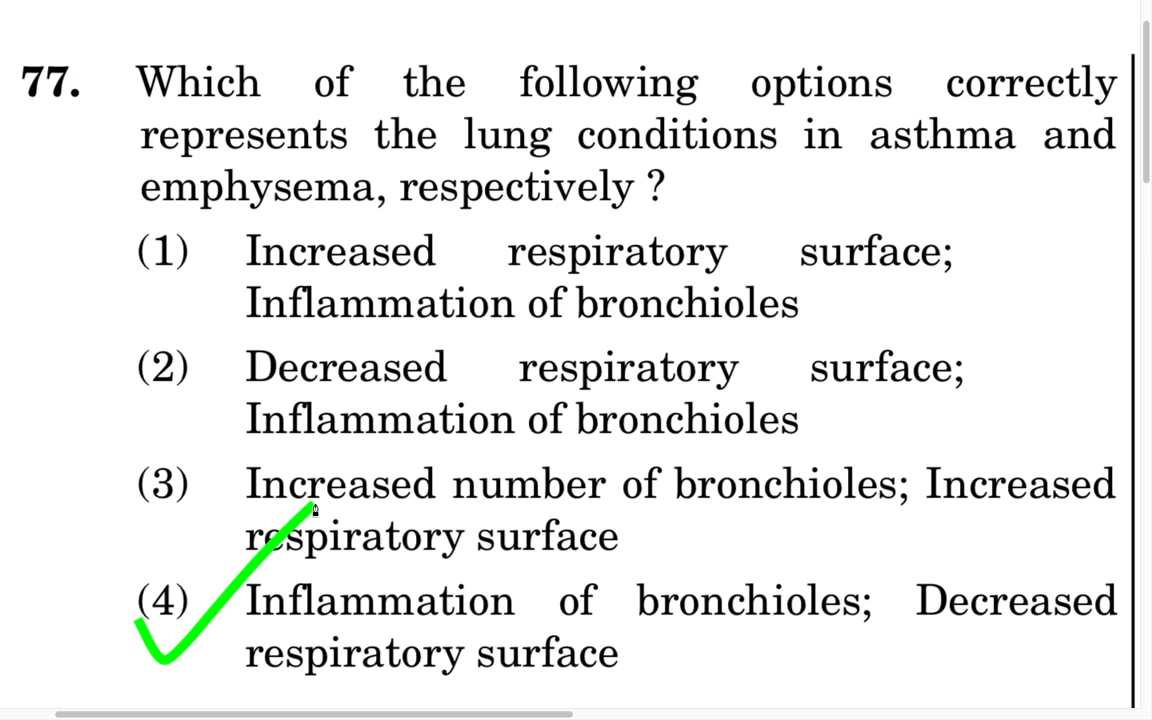 77. Which of the following options correctly
represents the lung conditions in asthma and
emphysema, respectively ?
(1) Increased respiratory surface;
Inflammation of bronchioles
(2) Decreased respiratory surface;
Inflammation of bronchioles
(3) Increased number of bronchioles; Increased
respiratory surface
(4) Inflammation of bronchioles; Decreased
respiratory surface